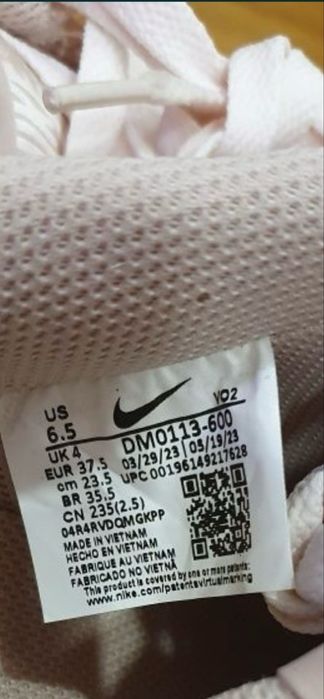 US
6.5
VO2
UK 4
DM0113-600
EUR 37.5
03/29/23 | 05/19/23
cm 23.5
UPC 00196149217628
BR 35.5
CN 235(2.5)
04R4RVDQMGKPP
MADE IN VIETNAM
HECHO EN VIETNAM
FABRIQUE AU VIETNAM
FABRICADO NO VIETNÃ
This product is covered by one or more patents:
www.nike.com/patentsvirtualmarking